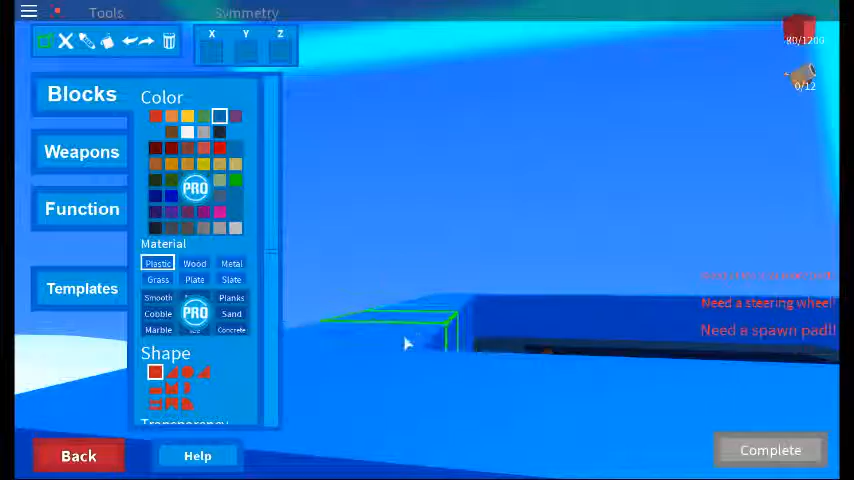 Tools Symmetry
X Y Z
80/1200
0/12
Blocks
Weapons
Function
Templates
Color
PRO
Material
Plastic Wood Metal
Grass Plate Slate
Smooth Planks
Cobble PRO Sand
Marble Concrete
Shape
Transparency
Need a steering wheel!
Need a spawn pad!
Back
Help
Complete